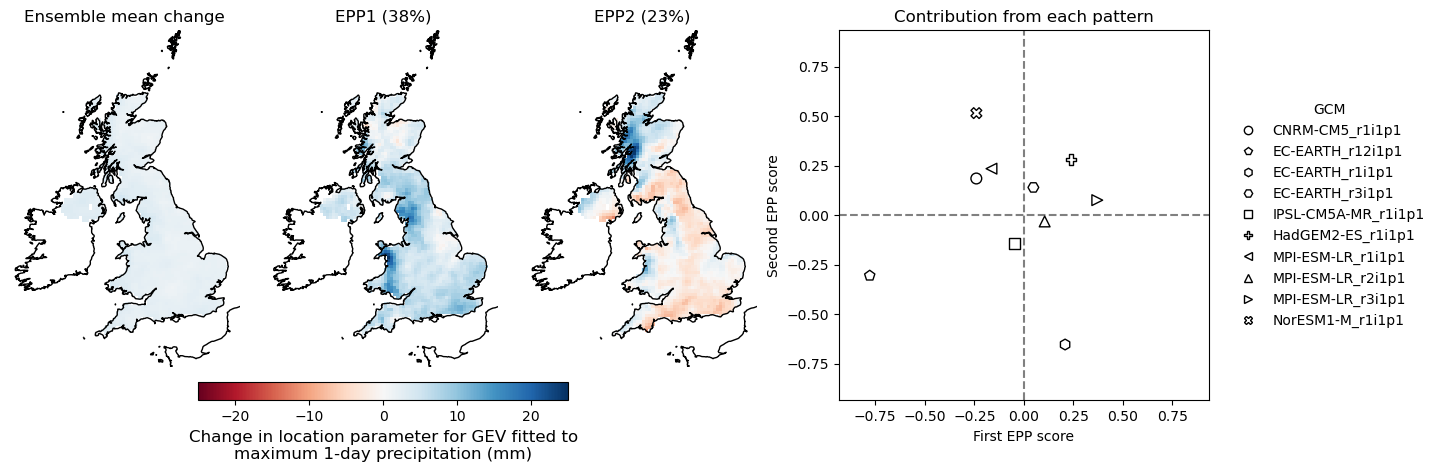 Ensemble mean change
EPP1 (38%)
EPP2 (23%)
−20 −10 0 10 20
Change in location parameter for GEV fitted to
maximum 1-day precipitation (mm)
Contribution from each pattern
0.75
0.50
0.25
0.00
−0.25
−0.50
−0.75
Second EPP score
−0.75 −0.50 −0.25 0.00 0.25 0.50 0.75
First EPP score
GCM
CNRM-CM5_r1i1p1
EC-EARTH_r12i1p1
EC-EARTH_r1i1p1
EC-EARTH_r3i1p1
IPSL-CM5A-MR_r1i1p1
HadGEM2-ES_r1i1p1
MPI-ESM-LR_r1i1p1
MPI-ESM-LR_r2i1p1
MPI-ESM-LR_r3i1p1
NorESM1-M_r1i1p1